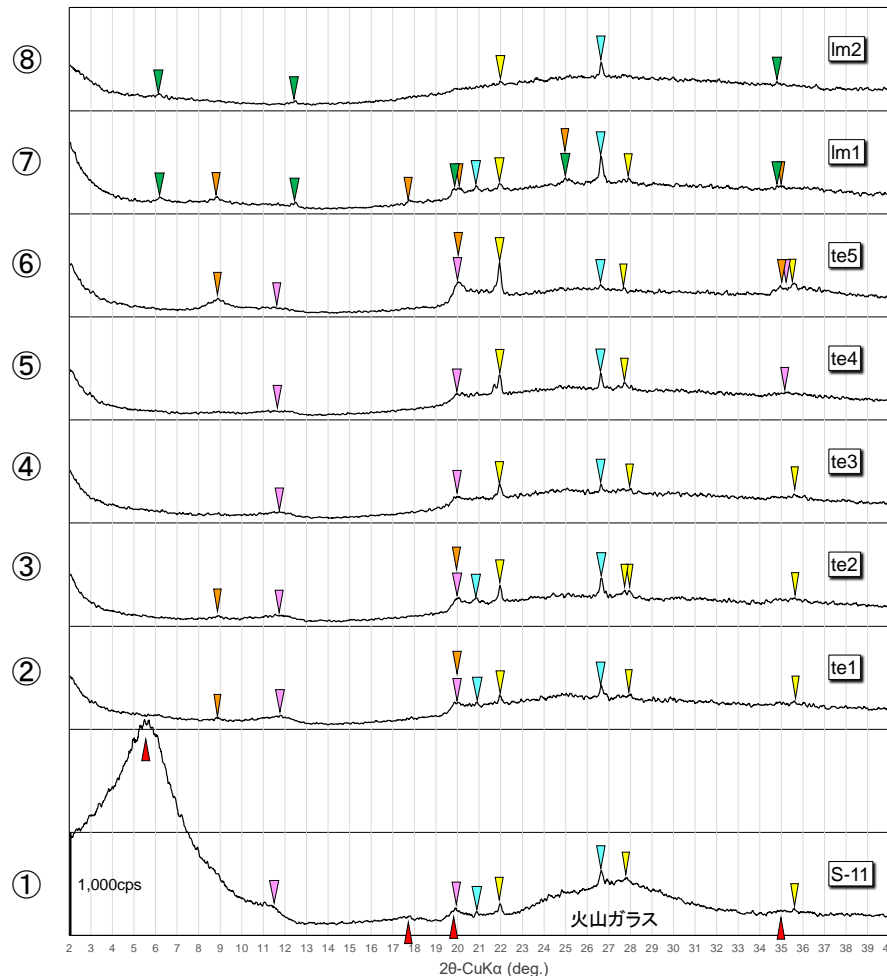 ⑧ lm2
⑦ lm1
⑥ te5
⑤ te4
④ te3
③ te2
② te1
① 1,000cps 火山ガラス S-11
2 3 4 5 6 7 8 9 10 11 12 13 14 15 16 17 18 19 20 21 22 23 24 25 26 27 28 29 30 31 32 33 34 35 36 37 38 39 4
2θ-CuKα (deg.)